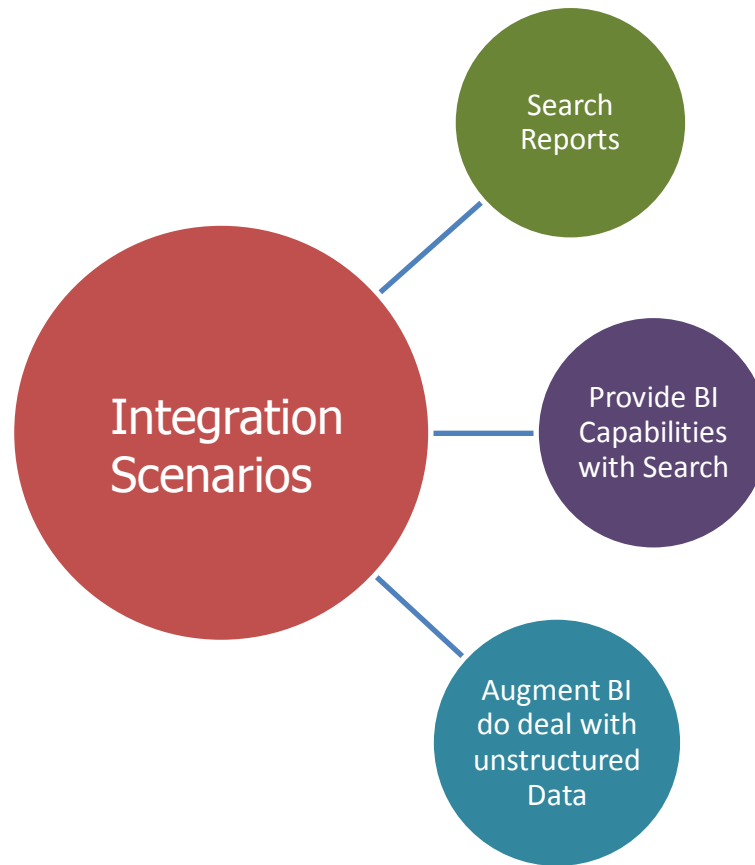 Search
Reports
Integration
Scenarios
Provide BI
Capabilities
with Search
Augment BI
do deal with
unstructured
Data